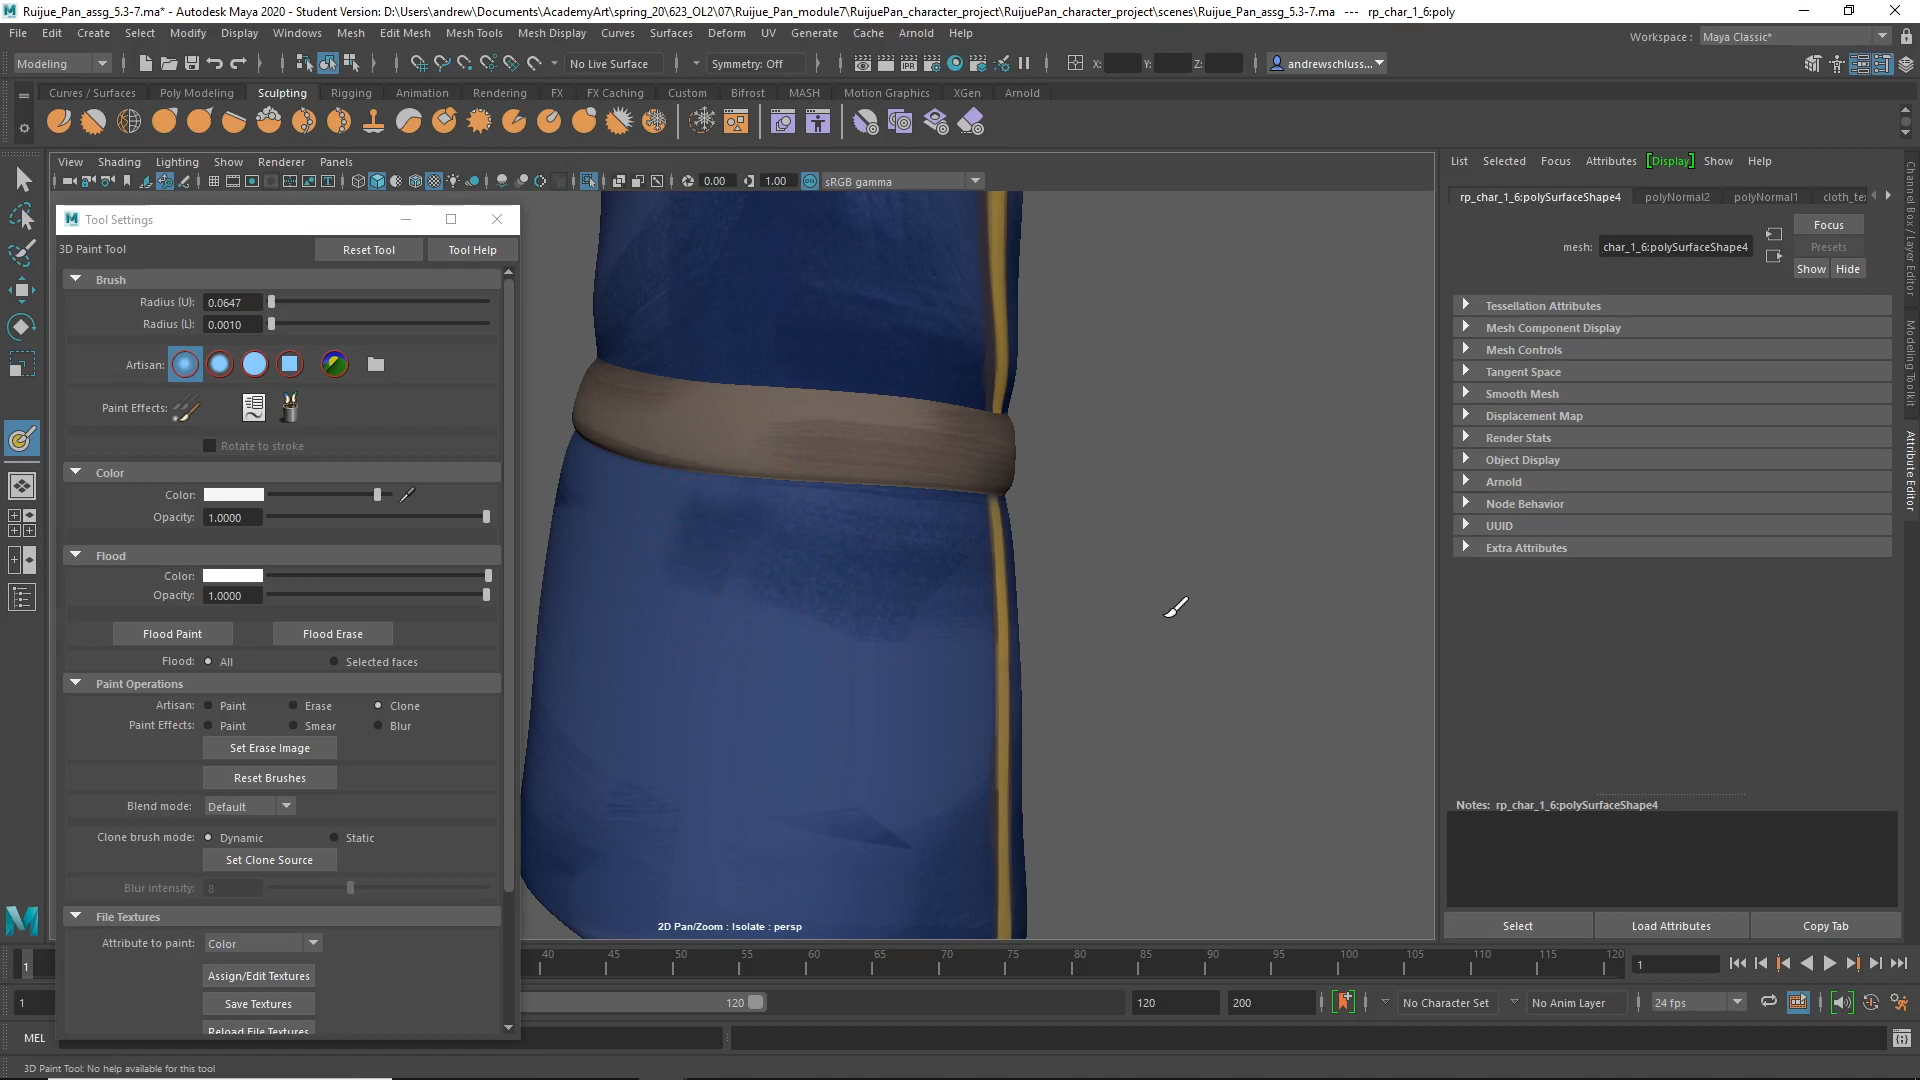 Ruijue_Pan_assg_5.3-7.ma* - Autodesk Maya 2020 - Student Version: D:\Users\andrew\Documents\AcademyArt\spring_20\623_OL2\07\Ruijue_Pan_module7\RuijuePan_character_project\RuijuePan_character_project\scenes\Ruijue_Pan_assg_5.3-7.ma --- rp_char_1_6:poly
File Edit Create Select Modify Display Windows Mesh Edit Mesh Mesh Tools Mesh Display Curves Surfaces Deform UV Generate Cache Arnold Help
Workspace : Maya Classic*
Modeling No Live Surface Symmetry: Off X: Y: Z: andrewschluss...
Curves / Surfaces Poly Modeling Sculpting Rigging Animation Rendering FX FX Caching Custom Bifrost MASH Motion Graphics XGen Arnold
View Shading Lighting Show Renderer Panels
0.00 1.00 sRGB gamma
Tool Settings
3D Paint Tool Reset Tool Tool Help
Brush
Radius (U): 0.0647
Radius (L): 0.0010
Artisan:
Paint Effects:
Rotate to stroke
Color
Color:
Opacity: 1.0000
Flood
Color:
Opacity: 1.0000
Flood Paint Flood Erase
Flood: All Selected faces
Paint Operations
Artisan: Paint Erase Clone
Paint Effects: Paint Smear Blur
Set Erase Image
Reset Brushes
Blend mode: Default
Clone brush mode: Dynamic Static
Set Clone Source
Blur intensity: 8
File Textures
Attribute to paint: Color
Assign/Edit Textures
Save Textures
Reload File Textures
2D Pan/Zoom : Isolate : persp
List Selected Focus Attributes [Display] Show Help
rp_char_1_6:polySurfaceShape4 polyNormal2 polyNormal1 cloth_te
Focus
mesh: char_1_6:polySurfaceShape4 Presets
Show Hide
Tessellation Attributes
Mesh Component Display
Mesh Controls
Tangent Space
Smooth Mesh
Displacement Map
Render Stats
Object Display
Arnold
Node Behavior
UUID
Extra Attributes
Notes: rp_char_1_6:polySurfaceShape4
Select Load Attributes Copy Tab
Channel Box / Layer Editor
Modeling Toolkit
Attribute Editor
1 40 45 50 55 60 65 70 75 80 85 90 95 100 105 110 115 120 1
1 120 120 200 No Character Set No Anim Layer 24 fps
MEL
3D Paint Tool: No help available for this tool